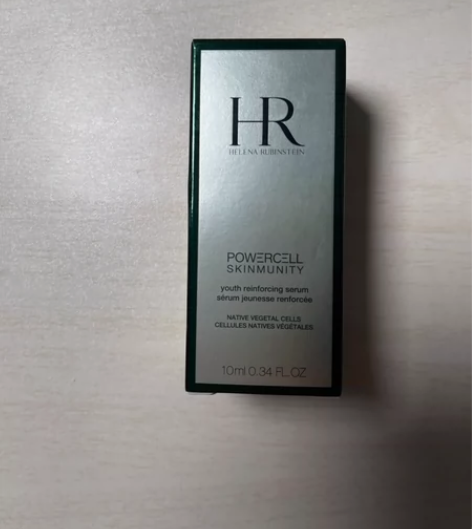 HR
HELENA RUBINSTEIN
POWERCELL
SKINMUNITY
youth reinforcing serum
sérum jeunesse renforcée
NATIVE VEGETAL CELLS
CELLULES NATIVES VÉGÉTALES
10ml 0.34 FL.OZ